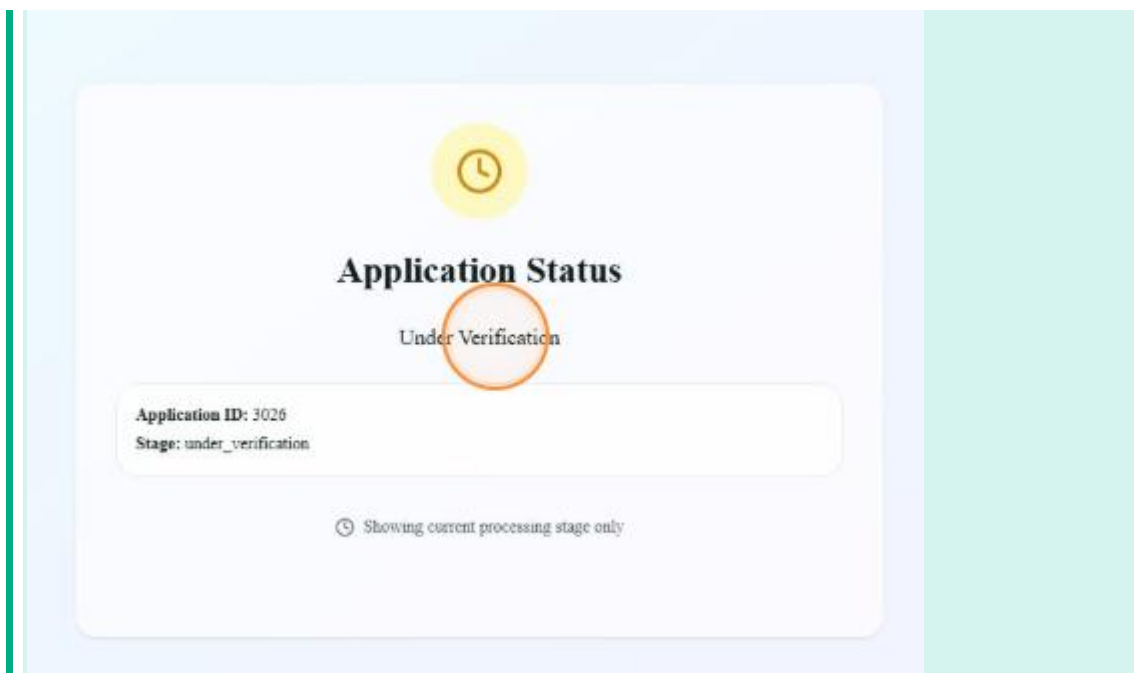 Application Status
Under Verification
Application ID: 3026
Stage: under_verification
Showing current processing stage only